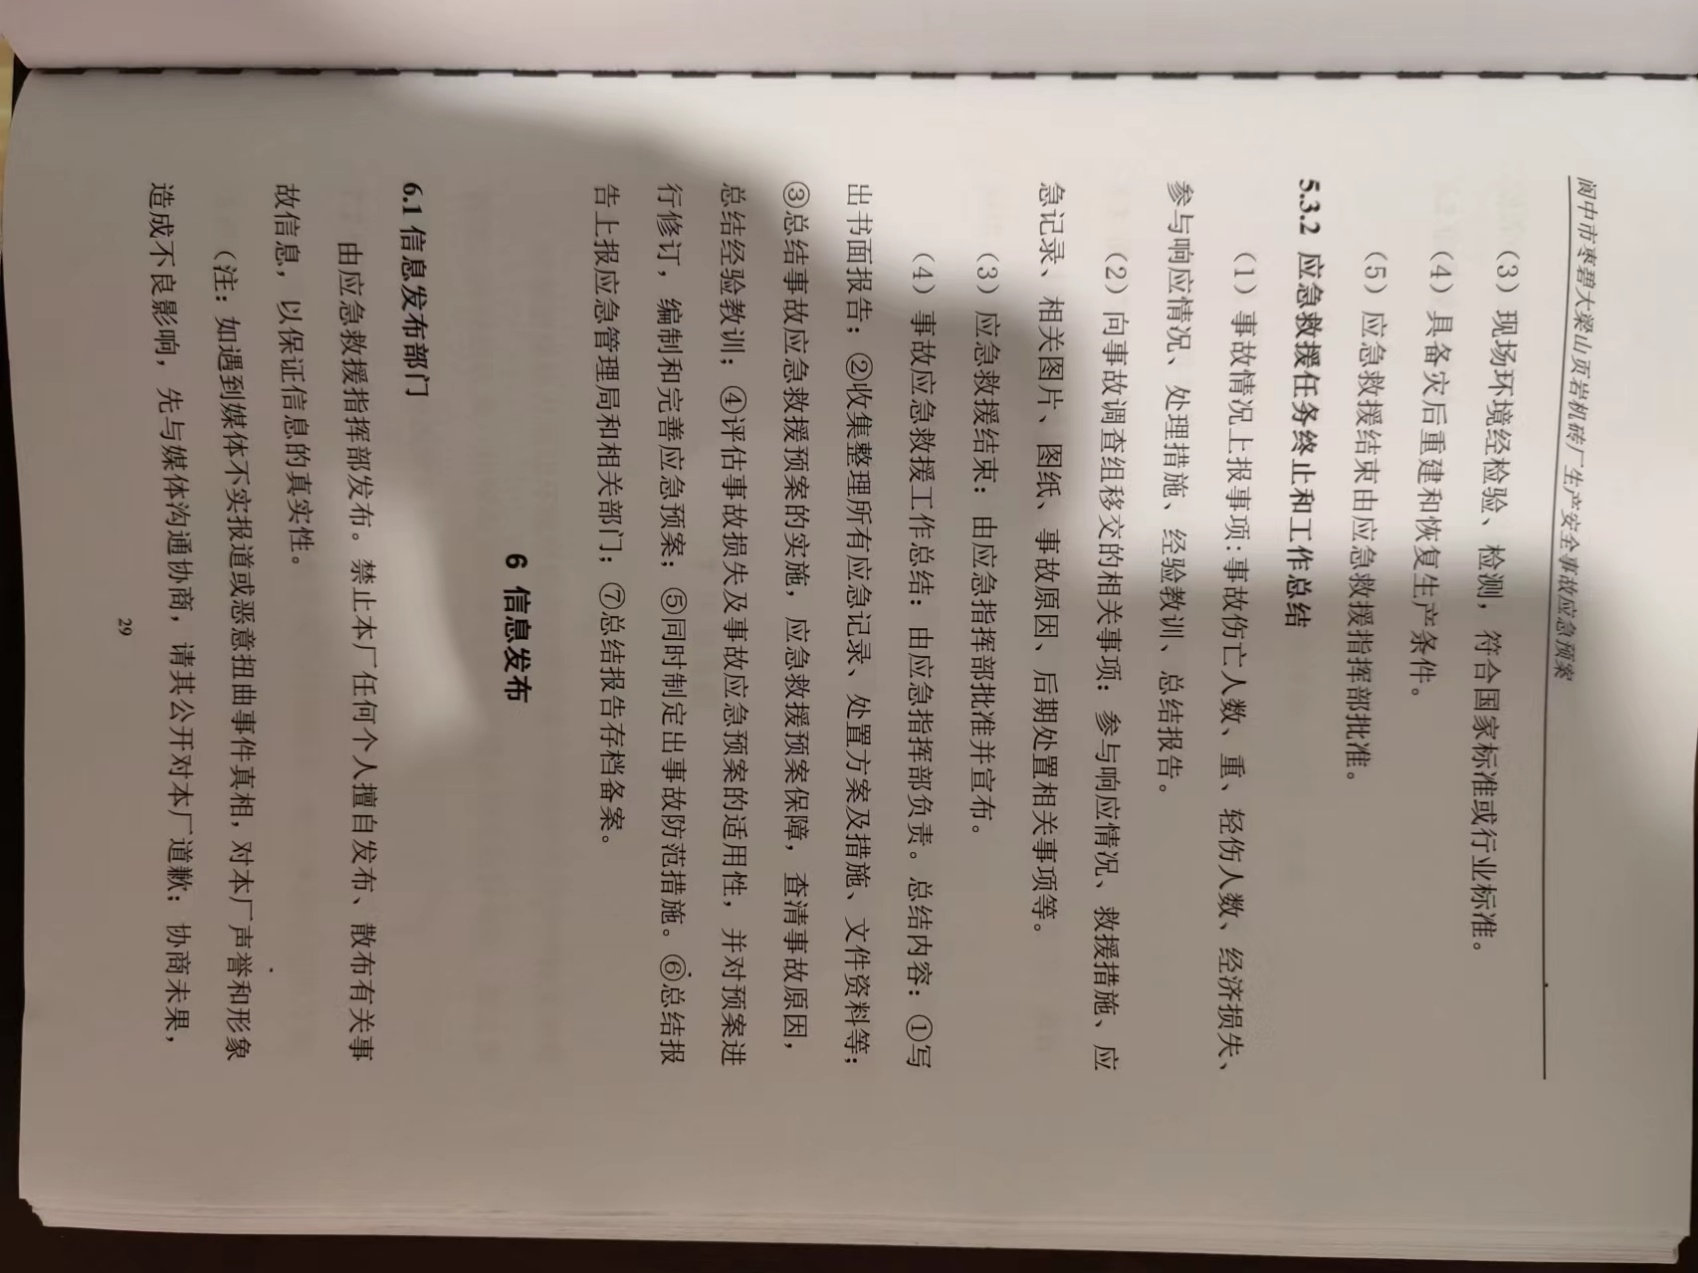 阆中市枣碧大梁山页岩机砖厂生产安全事故应急预案
（3）现场环境经检验、检测，符合国家标准或行业标准。
（4）具备灾后重建和恢复生产条件。
（5）应急救援结束由应急救援指挥部批准。
5.3.2 应急救援任务终止和工作总结
（1）事故情况上报事项:事故伤亡人数、重、轻伤人数、经济损失、
参与响应情况、处理措施、经验教训、总结报告。
（2）向事故调查组移交的相关事项：参与响应情况、救援措施、应
急记录、相关图片、图纸、事故原因、后期处置相关事项等。
（3）应急救援结束：由应急指挥部批准并宣布。
（4）事故应急救援工作总结：由应急指挥部负责。总结内容：①写
出书面报告；②收集整理所有应急记录、处置方案及措施、文件资料等；
③总结事故应急救援预案的实施，应急救援预案保障，查清事故原因，
总结经验教训；④评估事故损失及事故应急预案的适用性，并对预案进
行修订，编制和完善应急预案；⑤同时制定出事故防范措施。⑥总结报
告上报应急管理局和相关部门；⑦总结报告存档备案。
6 信息发布
6.1 信息发布部门
由应急救援指挥部发布。禁止本厂任何个人擅自发布、散布有关事
故信息，以保证信息的真实性。
（注：如遇到媒体不实报道或恶意扭曲事件真相，对本厂声誉和形象
造成不良影响，先与媒体沟通协商，请其公开对本厂道歉；协商未果，
29